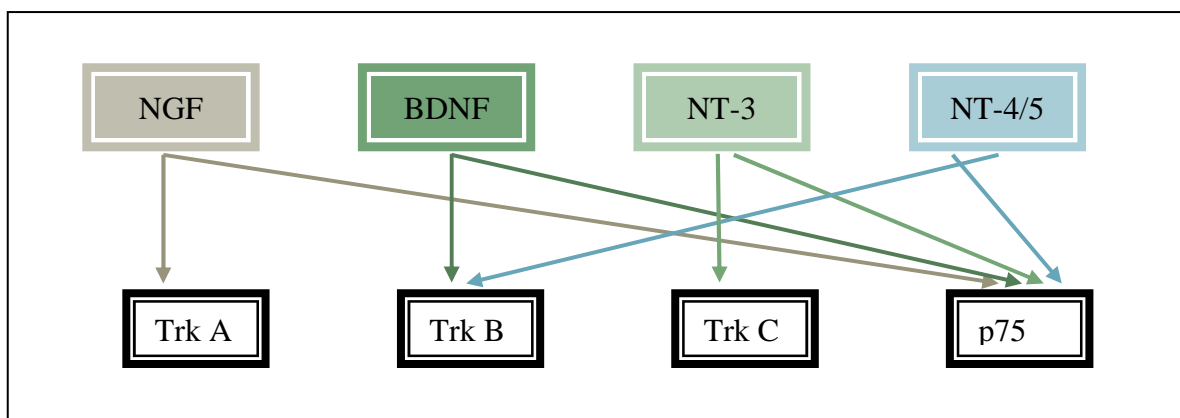 NGF
BDNF
NT-3
NT-4/5
Trk A
Trk B
Trk C
p75